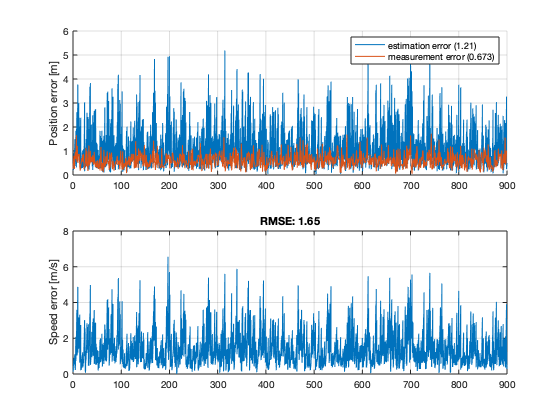 6
5
4
3
2
1
0
Position error [m]
estimation error (1.21)
measurement error (0.673)
0 100 200 300 400 500 600 700 800 900
RMSE: 1.65
8
6
4
2
0
Speed error [m/s]
0 100 200 300 400 500 600 700 800 900